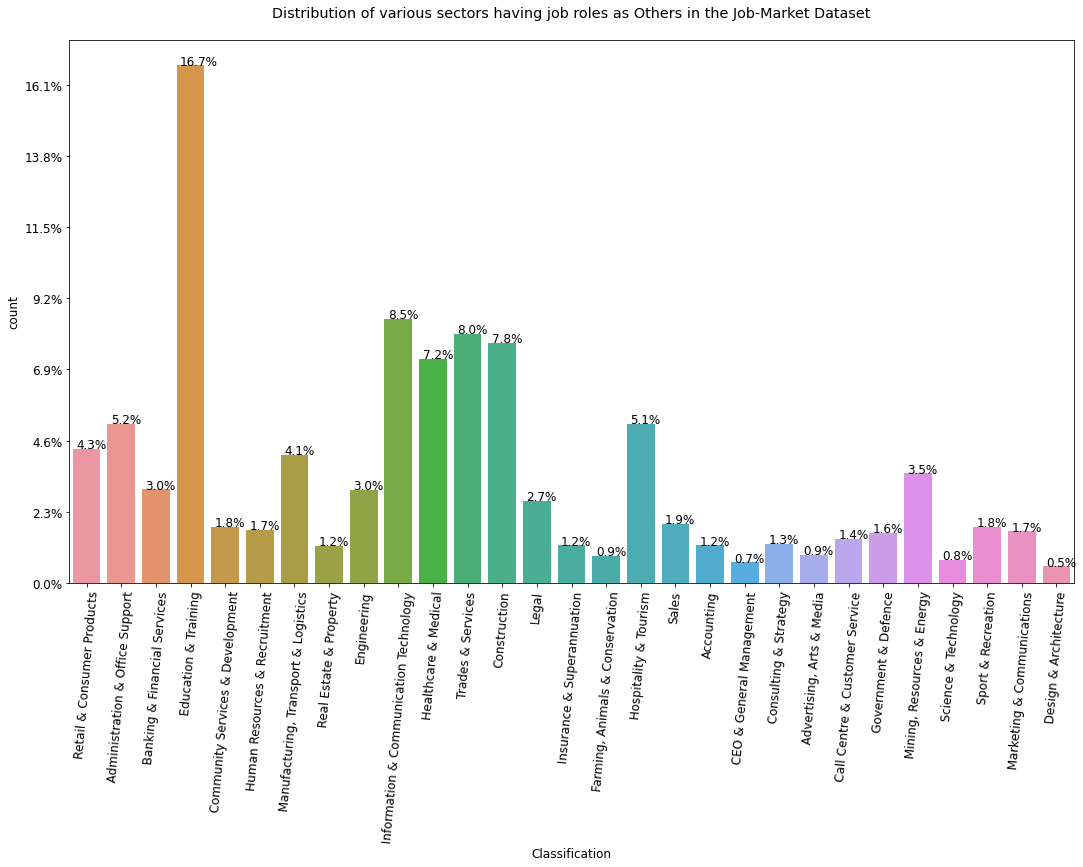 Distribution of various sectors having job roles as Others in the Job-Market Dataset
count
16.1%
13.8%
11.5%
9.2%
6.9%
4.6%
2.3%
0.0%
4.3%
5.2%
3.0%
16.7%
1.8%
1.7%
4.1%
1.2%
3.0%
8.5%
7.2%
8.0%
7.8%
2.7%
1.2%
0.9%
5.1%
1.9%
1.2%
0.7%
1.3%
0.9%
1.4%
1.6%
3.5%
0.8%
1.8%
1.7%
0.5%
Retail & Consumer Products
Administration & Office Support
Banking & Financial Services
Education & Training
Community Services & Development
Human Resources & Recruitment
Manufacturing, Transport & Logistics
Real Estate & Property
Engineering
Information & Communication Technology
Healthcare & Medical
Trades & Services
Construction
Legal
Insurance & Superannuation
Farming, Animals & Conservation
Hospitality & Tourism
Sales
Accounting
CEO & General Management
Consulting & Strategy
Advertising, Arts & Media
Call Centre & Customer Service
Government & Defence
Mining, Resources & Energy
Science & Technology
Sport & Recreation
Marketing & Communications
Design & Architecture
Classification